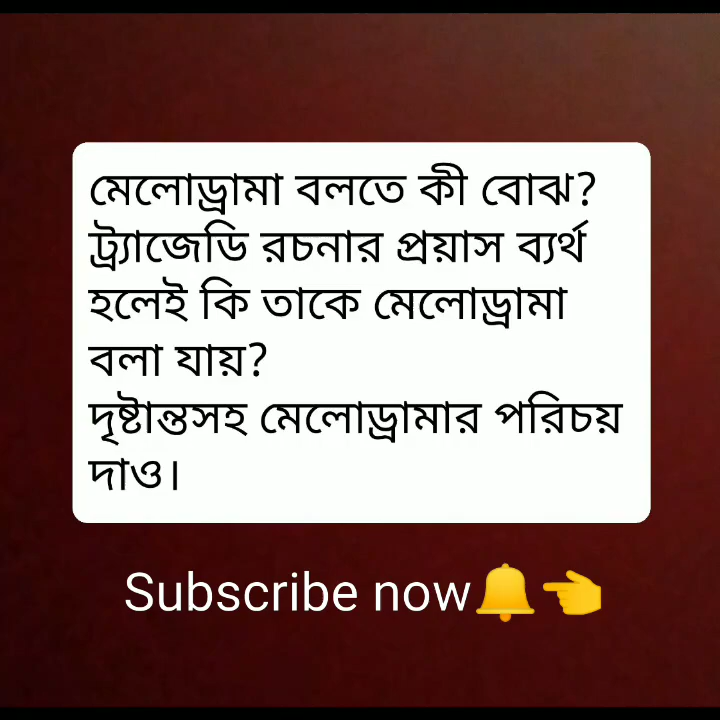 মেলোড্রামা বলতে কী বোঝ?
ট্র্যাজেডি রচনার প্রয়াস ব্যর্থ
হলেই কি তাকে মেলোড্রামা
বলা যায়?
দৃষ্টান্তসহ মেলোড্রামার পরিচয়
দাও।
Subscribe now🔔👈